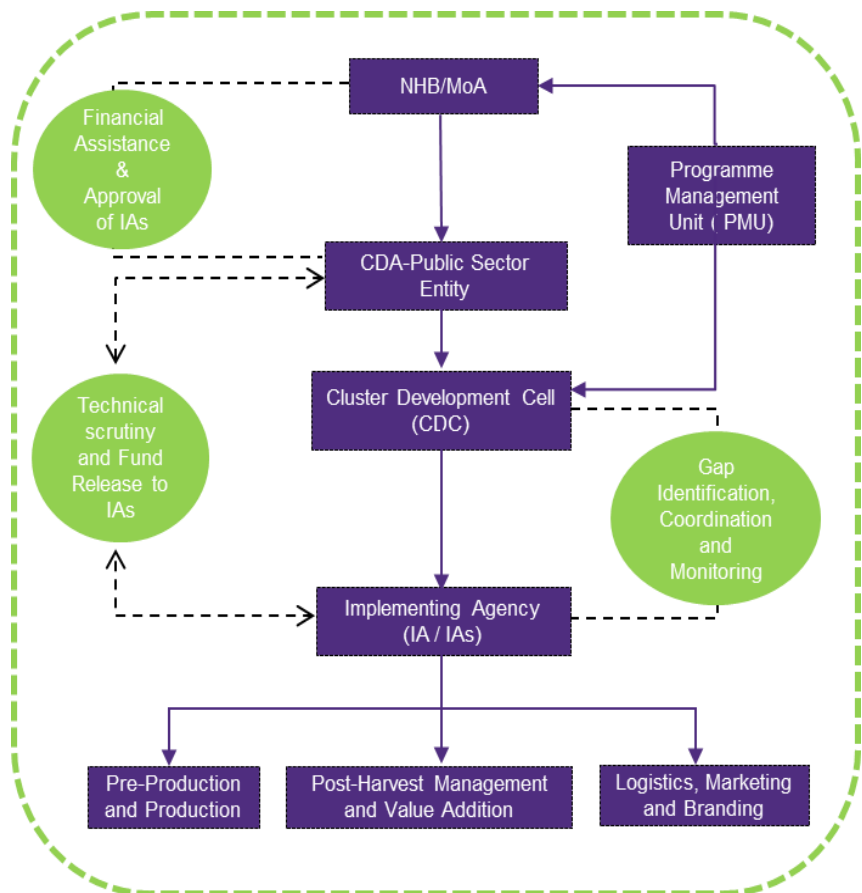 NHB/MoA
Financial
Assistance
&
Approval
of IAs
Programme
Management
Unit ( PMU)
CDA-Public Sector
Entity
Cluster Development Cell
(CDC)
Technical
scrutiny
and Fund
Release to
IAs
Gap
Identification,
Coordination
and
Monitoring
Implementing Agency
(IA / IAs)
Pre-Production
and Production
Post-Harvest Management
and Value Addition
Logistics, Marketing
and Branding